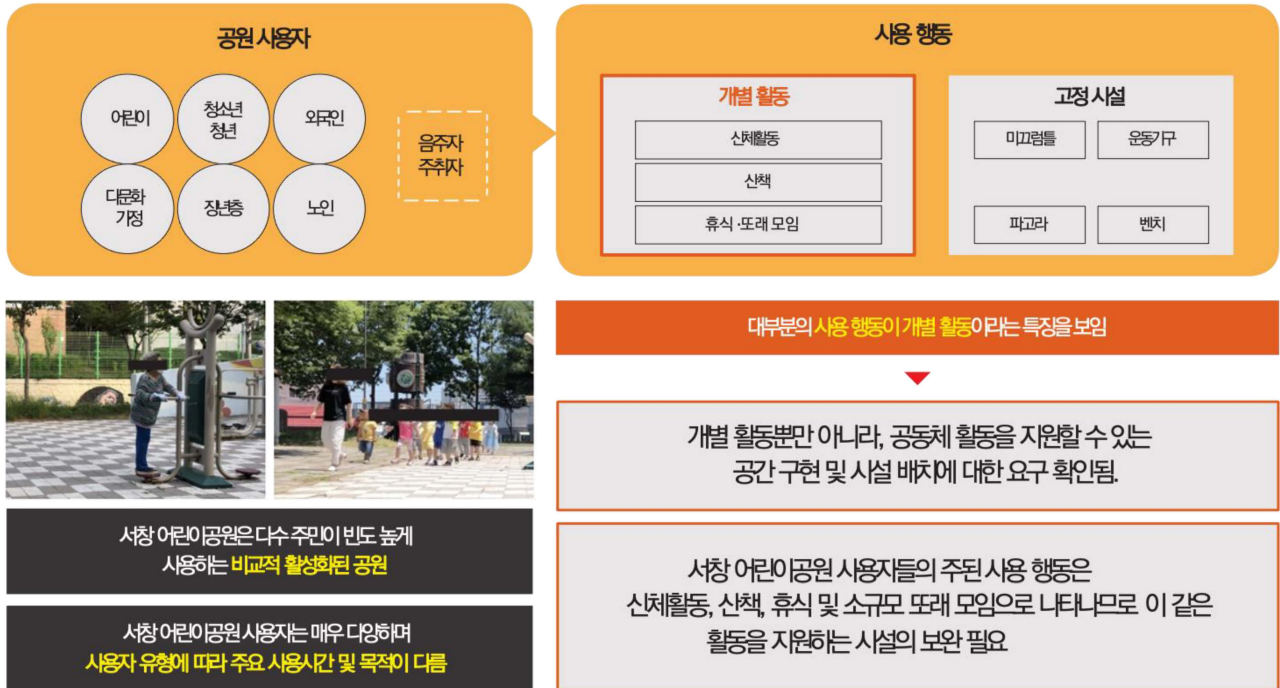 공원 사용자
어린이
청소년
청년
외국인
다문화
가정
장년층
노인
음주자
주취자
사용 행동
개별 활동
신체활동
산책
휴식·또래 모임
고정 시설
미끄럼틀
운동기구
파고라
벤치
서창 어린이공원은 다수 주민이 빈도 높게
사용하는 비교적 활성화된 공원
서창 어린이공원 사용자는 매우 다양하며
사용자 유형에 따라 주요 사용시간 및 목적이 다름
대부분의 사용 행동이 개별 활동이라는 특징을 보임
개별 활동뿐만 아니라, 공동체 활동을 지원할 수 있는
공간 구현 및 시설 배치에 대한 요구 확인됨.
서창 어린이공원 사용자들의 주된 사용 행동은
신체활동, 산책, 휴식 및 소규모 또래 모임으로 나타나므로 이 같은
활동을 지원하는 시설의 보완 필요